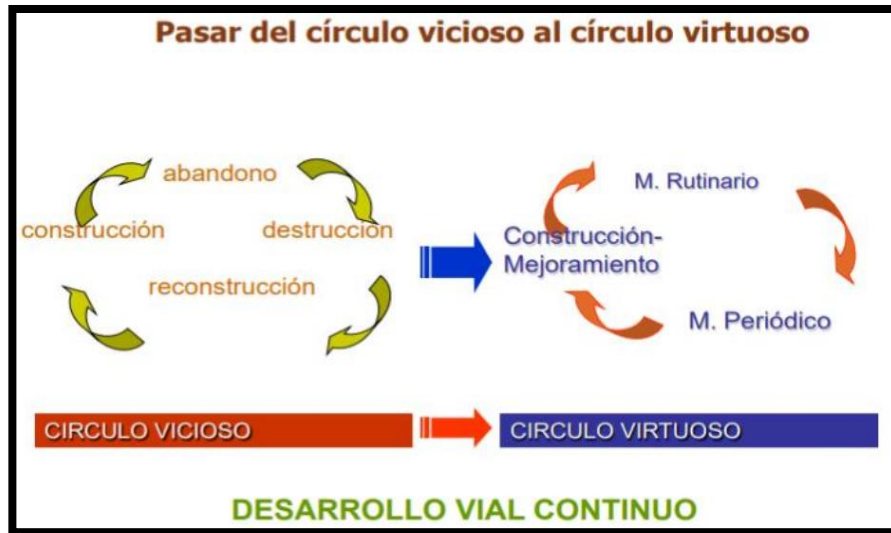 Pasar del círculo vicioso al círculo virtuoso
abandono
construcción
destrucción
reconstrucción
M. Rutinario
Construcción-
Mejoramiento
M. Periódico
CIRCULO VICIOSO
CIRCULO VIRTUOSO
DESARROLLO VIAL CONTINUO